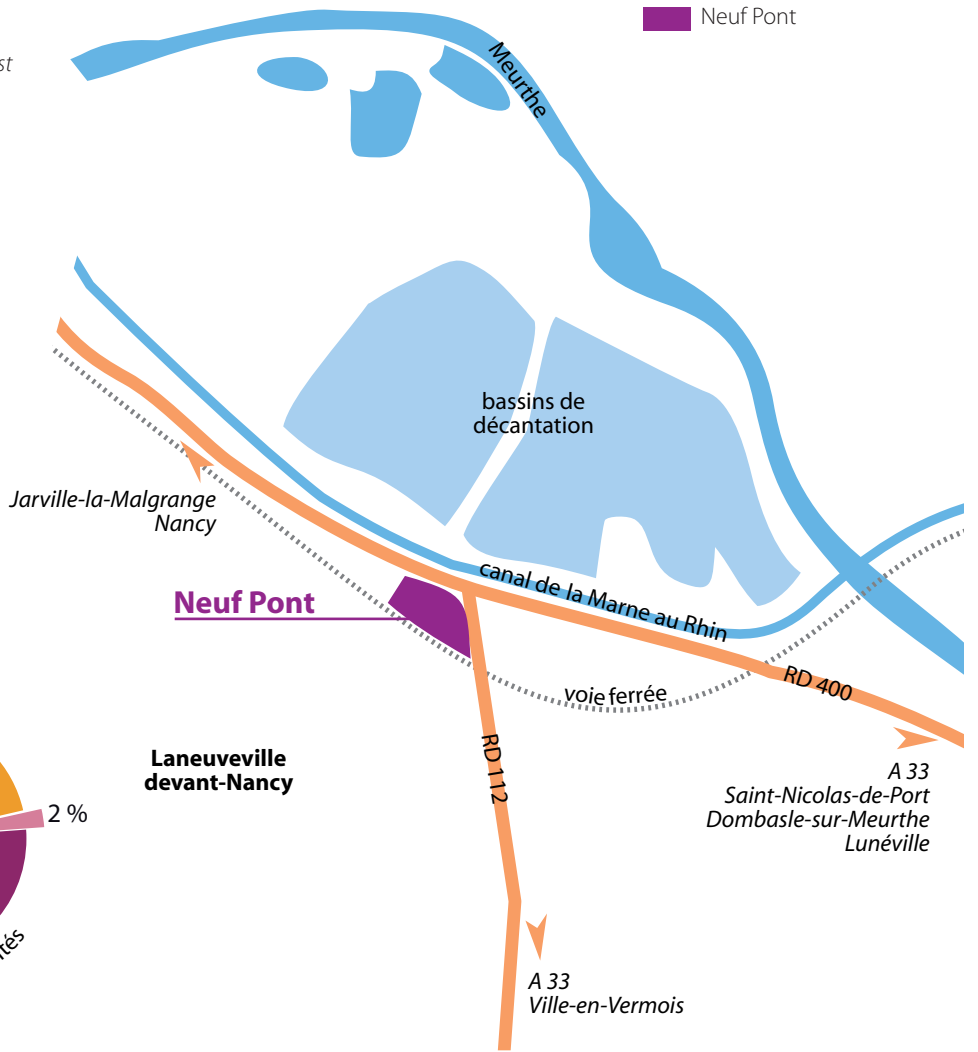 Neuf Pont
st
Meurthe
bassins de
décantation
Jarville-la-Malgrange
Nancy
canal de la Marne au Rhin
Neuf Pont
voie ferrée
RD 400
RD 112
Laneuveville
devant-Nancy
2 %
A 33
Saint-Nicolas-de-Port
Dombasle-sur-Meurthe
Lunéville
tés
A 33
Ville-en-Vermois